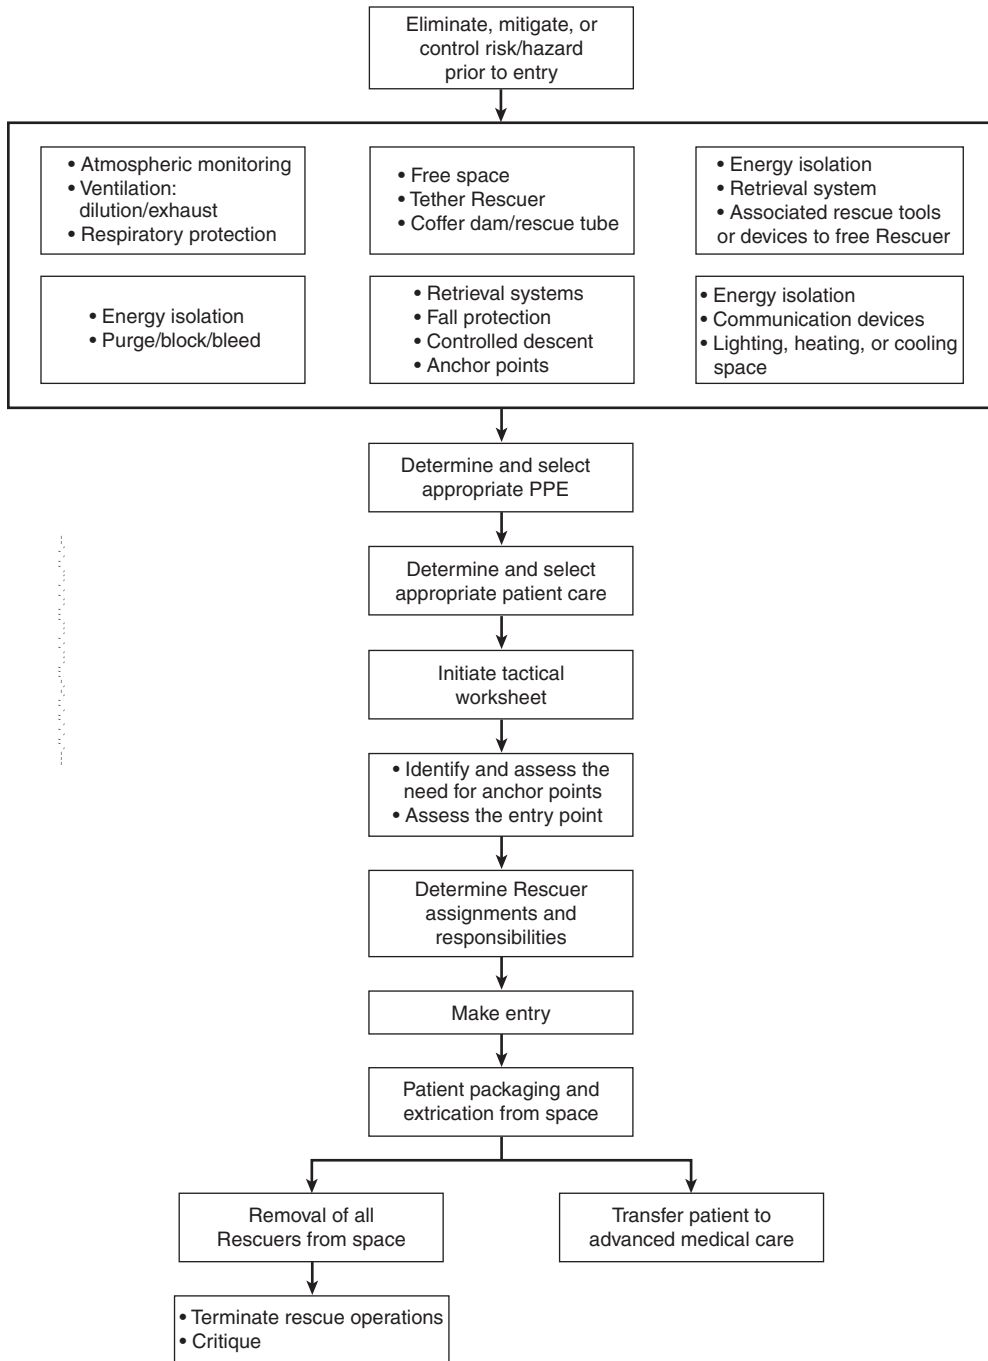 Eliminate, mitigate, or
control risk/hazard
prior to entry
• Atmospheric monitoring
• Ventilation:
dilution/exhaust
• Respiratory protection
• Free space
• Tether Rescuer
• Coffer dam/rescue tube
• Energy isolation
• Retrieval system
• Associated rescue tools
or devices to free Rescuer
• Energy isolation
• Purge/block/bleed
• Retrieval systems
• Fall protection
• Controlled descent
• Anchor points
• Energy isolation
• Communication devices
• Lighting, heating, or cooling
space
Determine and select
appropriate PPE
Determine and select
appropriate patient care
Initiate tactical
worksheet
• Identify and assess the
need for anchor points
• Assess the entry point
Determine Rescuer
assignments and
responsibilities
Make entry
Patient packaging and
extrication from space
Removal of all
Rescuers from space
Transfer patient to
advanced medical care
• Terminate rescue operations
• Critique